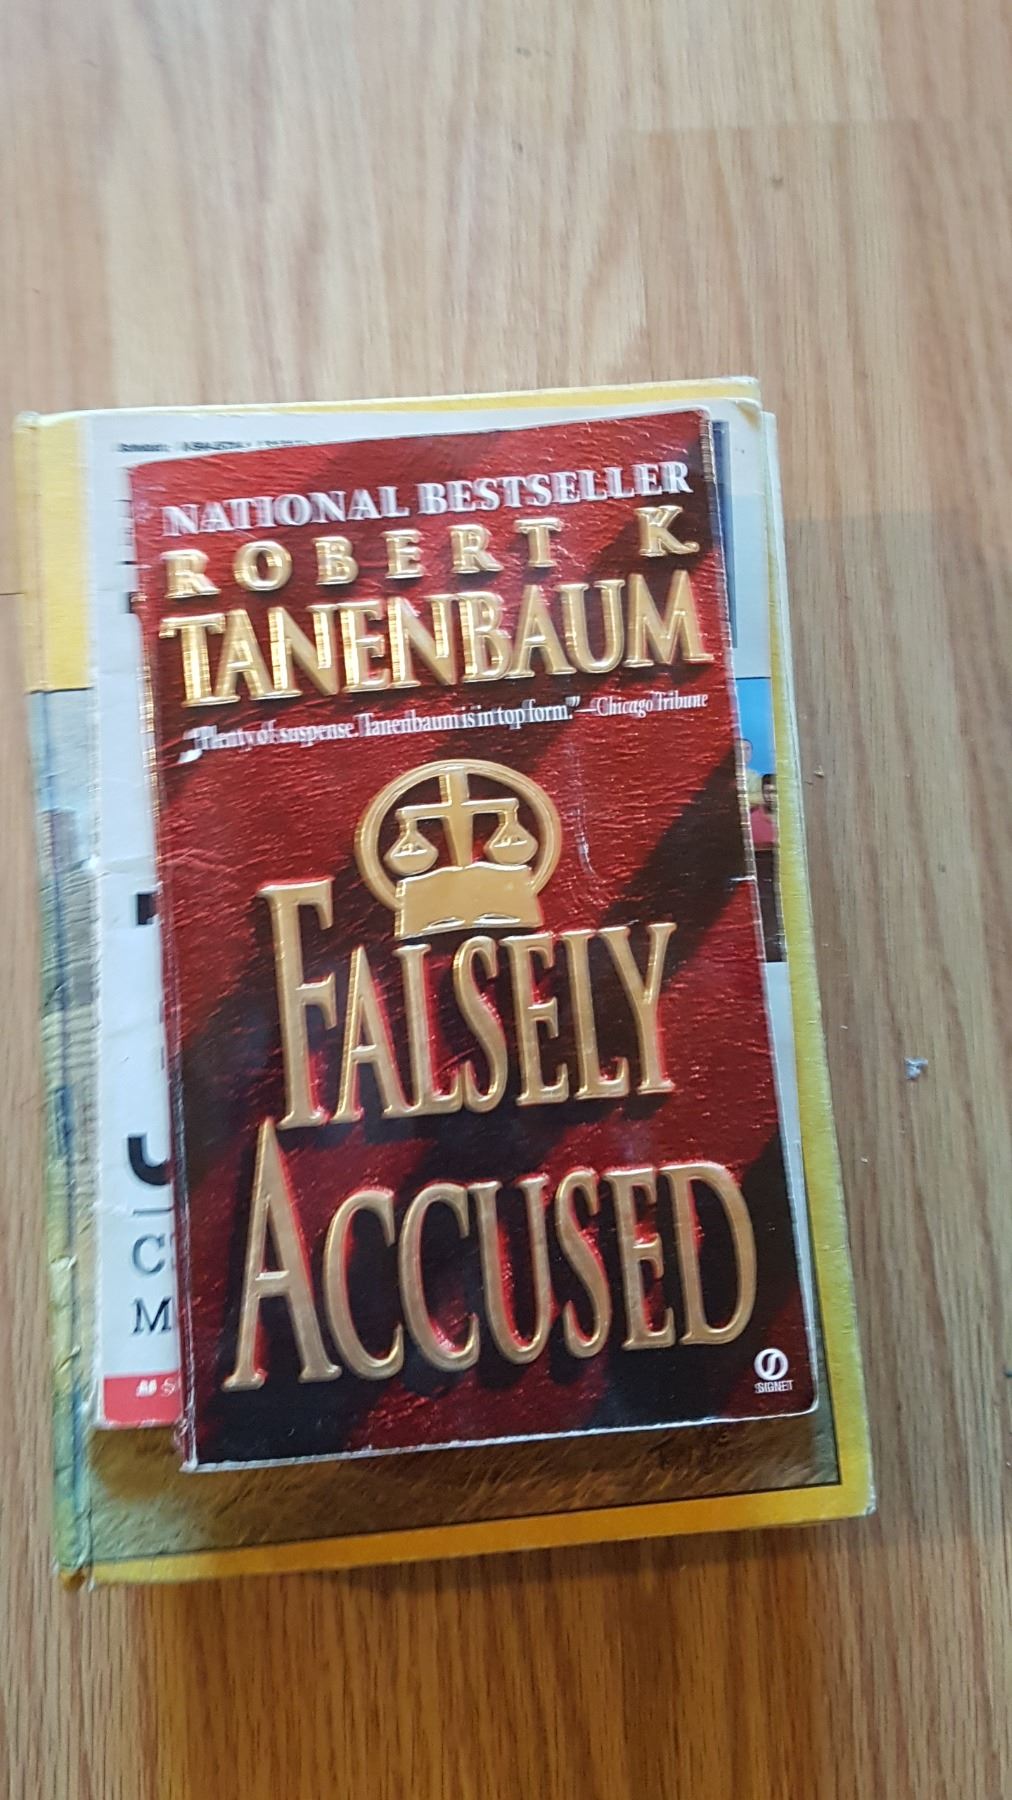 NATIONAL BESTSELLER
ROBERT K.
TANENBAUM
"Plenty of suspense. Tanenbaum is in top form."—Chicago Tribune
FALSELY
ACCUSED
SIGNET